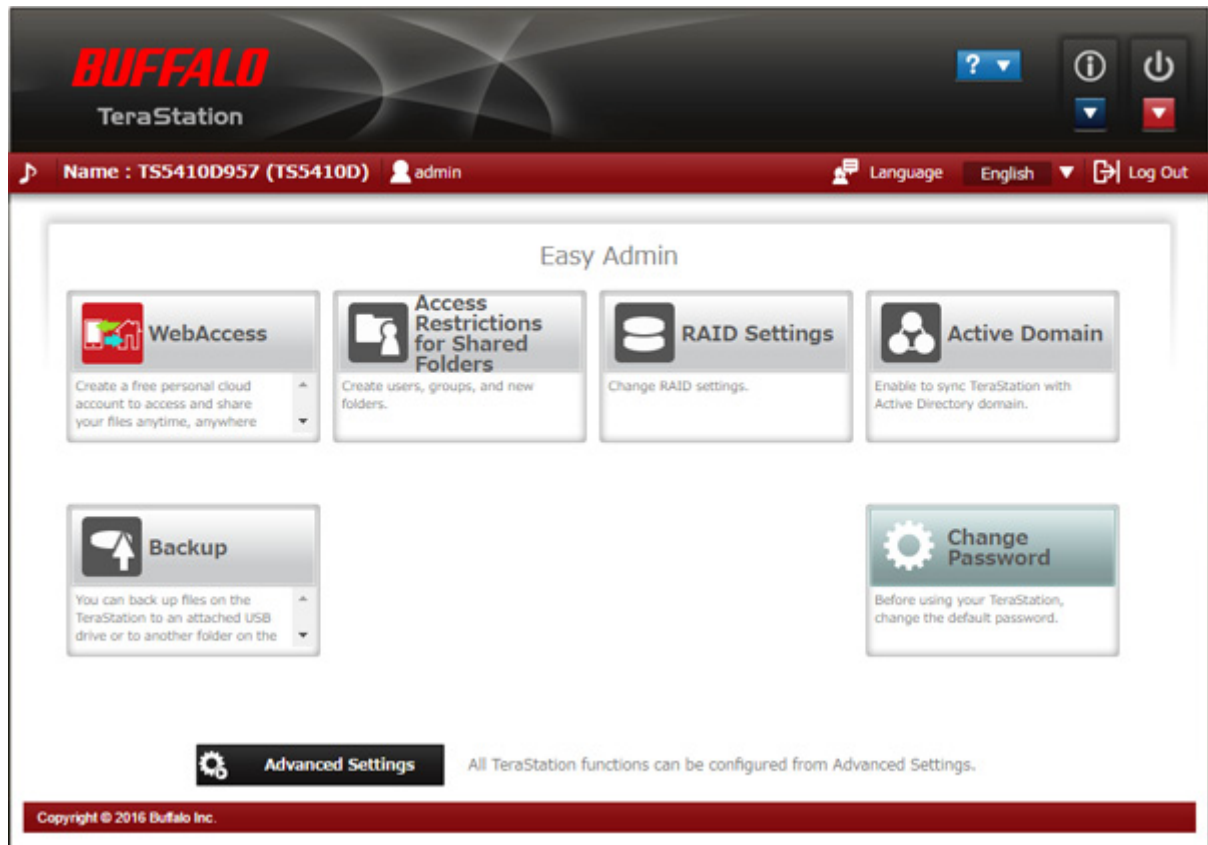 BUFFALO
TeraStation
?
Name : TS5410D957 (TS5410D)
admin
Language
English
Log Out
Easy Admin
WebAccess
Create a free personal cloud
account to access and share
your files anytime, anywhere
Access
Restrictions
for Shared
Folders
Create users, groups, and new
folders.
RAID Settings
Change RAID settings.
Active Domain
Enable to sync TeraStation with
Active Directory domain.
Backup
You can back up files on the
TeraStation to an attached USB
drive or to another folder on the
Change
Password
Before using your TeraStation,
change the default password.
Advanced Settings
All TeraStation functions can be configured from Advanced Settings.
Copyright © 2016 Buffalo Inc.